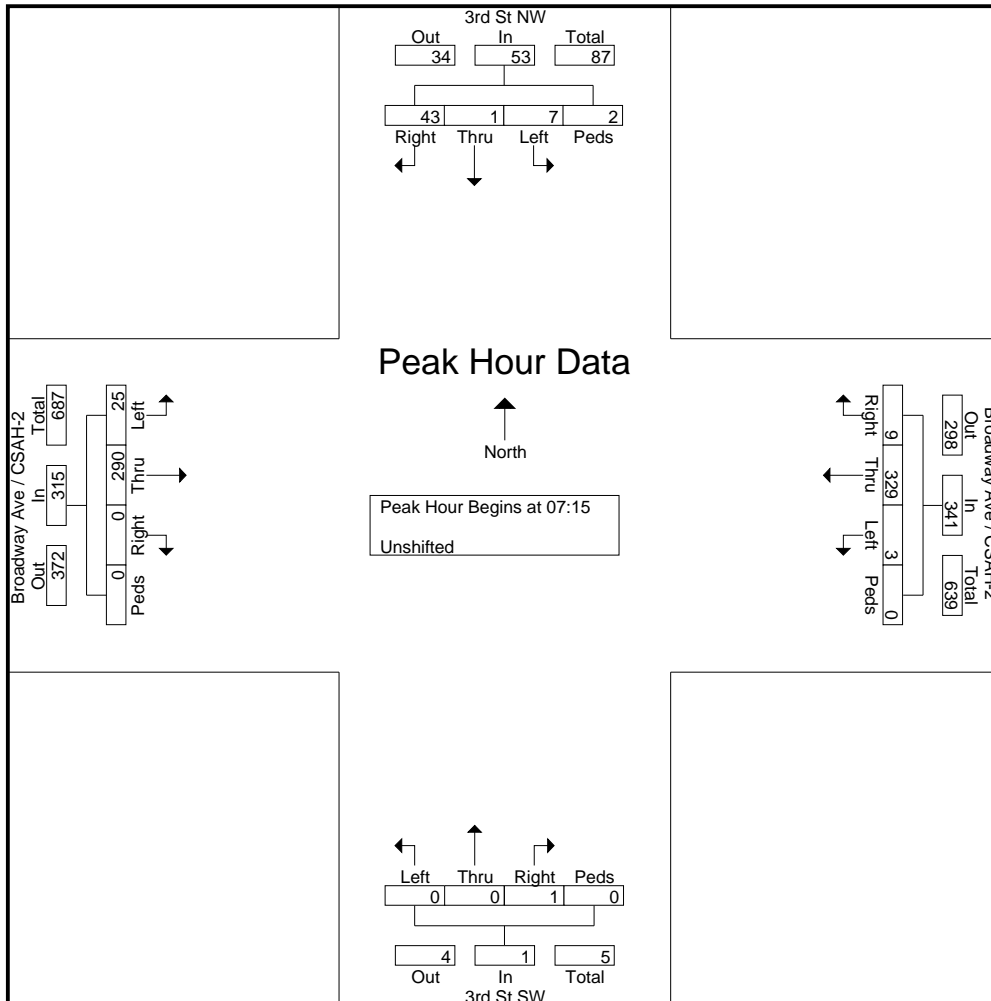 3rd St NW
Out In Total
34 53 87
43 1 7 2
Right Thru Left Peds
Peak Hour Data
North
Peak Hour Begins at 07:15
Unshifted
Broadway Ave / CSAH-2
Total In Out
687 315 372
25 290 0 0
Left Thru Right Peds
Broadway Ave / CSAH-2
Out In Total
298 341 639
9 329 3 0
Right Thru Left Peds
Left Thru Right Peds
0 0 1 0
4 1 5
Out In Total
3rd St SW